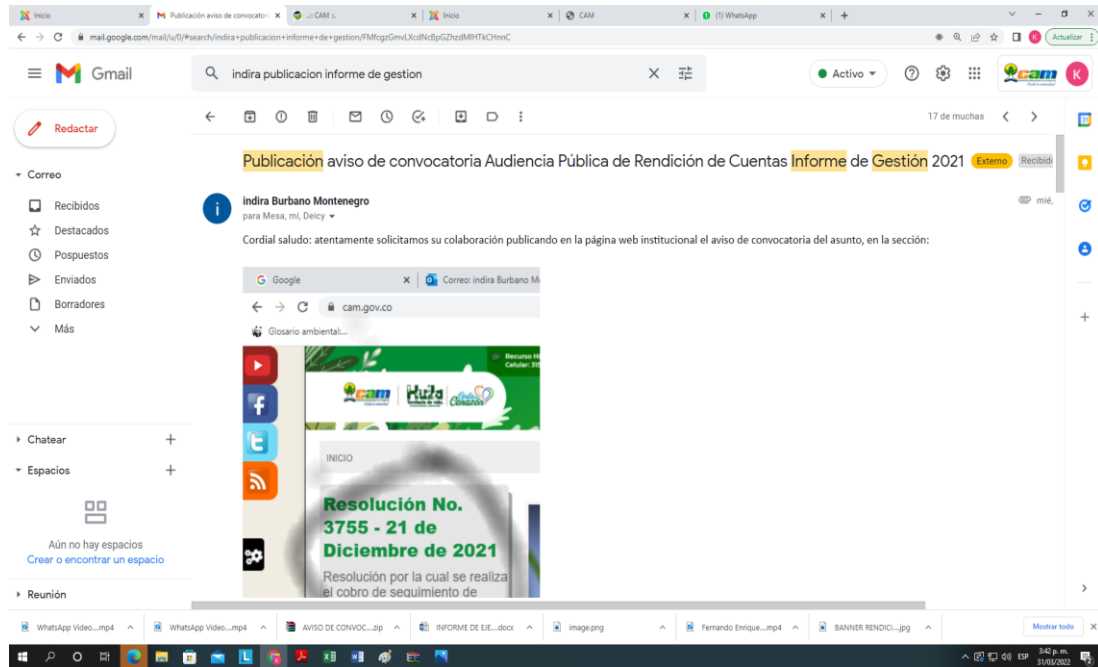 Inicio
Publicación aviso de convocator
.:: CAM ::.
Inicio
CAM
(1) WhatsApp
mail.google.com/mail/u/0/#search/indira+publicacion+informe+de+gestion/FMfcgzGmvLXcdNcBpGZhzdMlHTkCHnnC
K
Actualizar
Gmail
indira publicacion informe de gestion
Activo
cam
K
Redactar
17 de muchas
Publicación aviso de convocatoria Audiencia Pública de Rendición de Cuentas Informe de Gestión 2021
Externo
Recibido
Correo
Recibidos
Destacados
Pospuestos
Enviados
Borradores
Más
i
indira Burbano Montenegro
mié,
para Mesa, mí, Deicy
Cordial saludo: atentamente solicitamos su colaboración publicando en la página web institucional el aviso de convocatoria del asunto, en la sección:
Google
Correo: indira Burbano M
cam.gov.co
Glosario ambiental:...
Recurso Hí
Celular: 315
cam
Huila
Corazón
INICIO
Resolución No.
3755 - 21 de
Diciembre de 2021
Resolución por la cual se realiza
el cobro de seguimiento de
Chatear
Espacios
Aún no hay espacios
Crear o encontrar un espacio
Reunión
WhatsApp Video....mp4
WhatsApp Video....mp4
AVISO DE CONVOC....zip
INFORME DE EJE....docx
image.png
Fernando Enrique....mp4
BANNER RENDICI....jpg
Mostrar todo
ESP
3:42 p. m.
31/03/2022